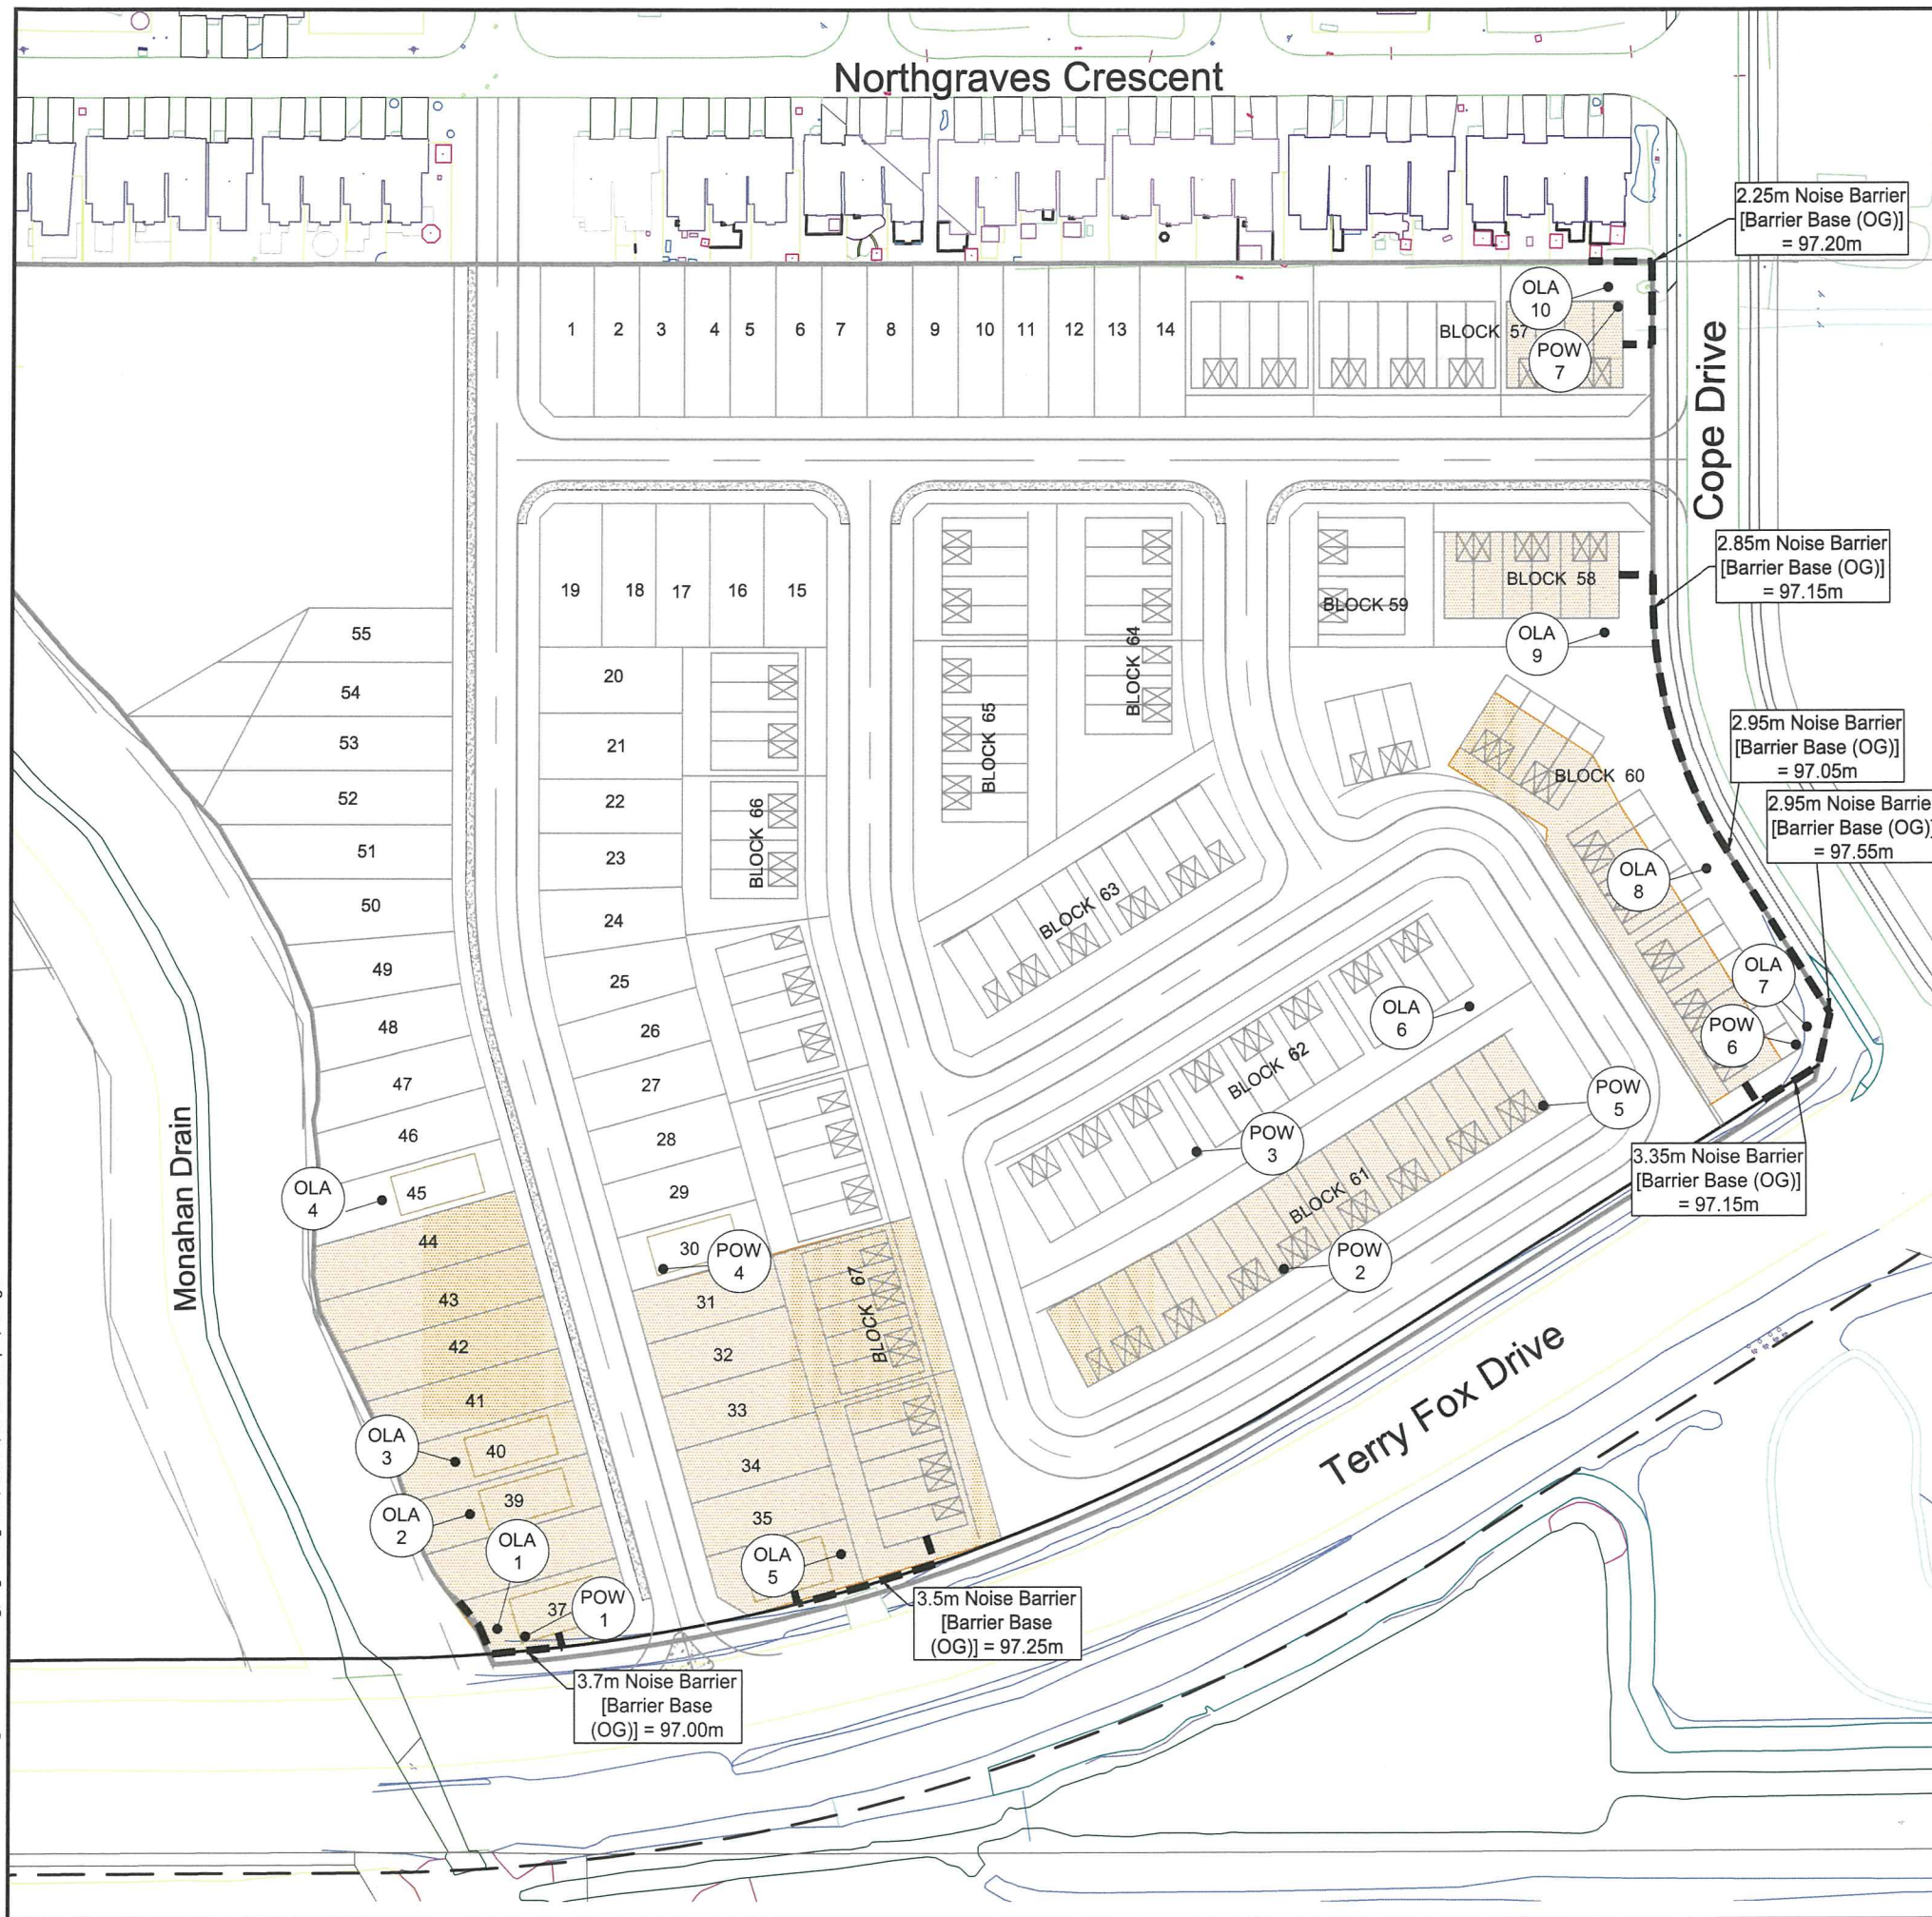 Northgraves Crescent
2.25m Noise Barrier
[Barrier Base (OG)]
= 97.20m
OLA
10
1
2
3
4
5
6
7
8
9
10
11
12
13
14
BLOCK 57
POW
7
Cope Drive
2.85m Noise Barrier
[Barrier Base (OG)]
= 97.15m
19
18
17
16
15
BLOCK 59
BLOCK 58
OLA
9
55
54
53
52
51
50
49
48
47
46
45
20
21
22
23
24
25
26
27
28
29
30
BLOCK 66
BLOCK 65
BLOCK 64
BLOCK 63
BLOCK 60
2.95m Noise Barrier
[Barrier Base (OG)]
= 97.05m
2.95m Noise Barrie
[Barrier Base (OG)]
= 97.55m
OLA
8
OLA
7
POW
6
OLA
6
BLOCK 62
POW
5
POW
3
BLOCK 61
POW
2
3.35m Noise Barrier
[Barrier Base (OG)]
= 97.15m
Monahan Drain
OLA
4
44
43
42
41
40
39
37
POW
4
31
32
33
34
35
BLOCK 67
OLA
3
OLA
2
OLA
1
POW
1
OLA
5
Terry Fox Drive
3.5m Noise Barrier
[Barrier Base
(OG)] = 97.25m
3.7m Noise Barrier
[Barrier Base
(OG)] = 97.00m